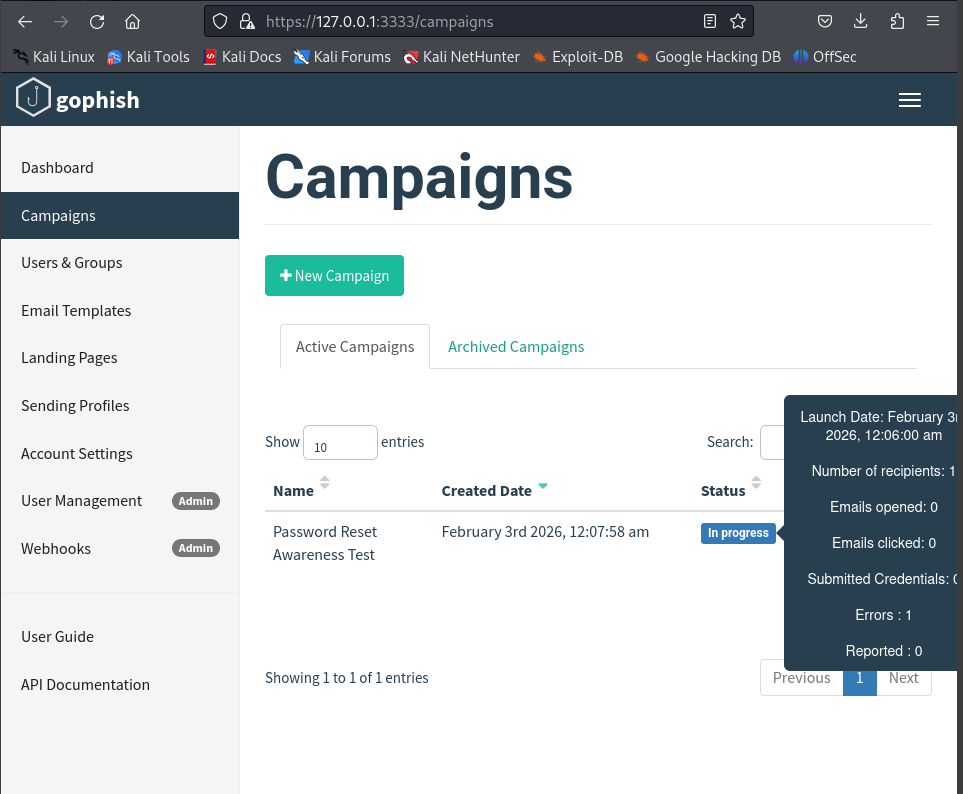 https://127.0.0.1:3333/campaigns
Kali Linux Kali Tools Kali Docs Kali Forums Kali NetHunter Exploit-DB Google Hacking DB OffSec
gophish
Dashboard
Campaigns
Users & Groups
Email Templates
Landing Pages
Sending Profiles
Account Settings
User Management Admin
Webhooks Admin
User Guide
API Documentation
Campaigns
New Campaign
Active Campaigns Archived Campaigns
Show 10 entries Search:
Name Created Date Status
Password Reset February 3rd 2026, 12:07:58 am In progress
Awareness Test
Launch Date: February 3r
2026, 12:06:00 am
Number of recipients: 1
Emails opened: 0
Emails clicked: 0
Submitted Credentials: 0
Errors : 1
Reported : 0
Showing 1 to 1 of 1 entries Previous 1 Next